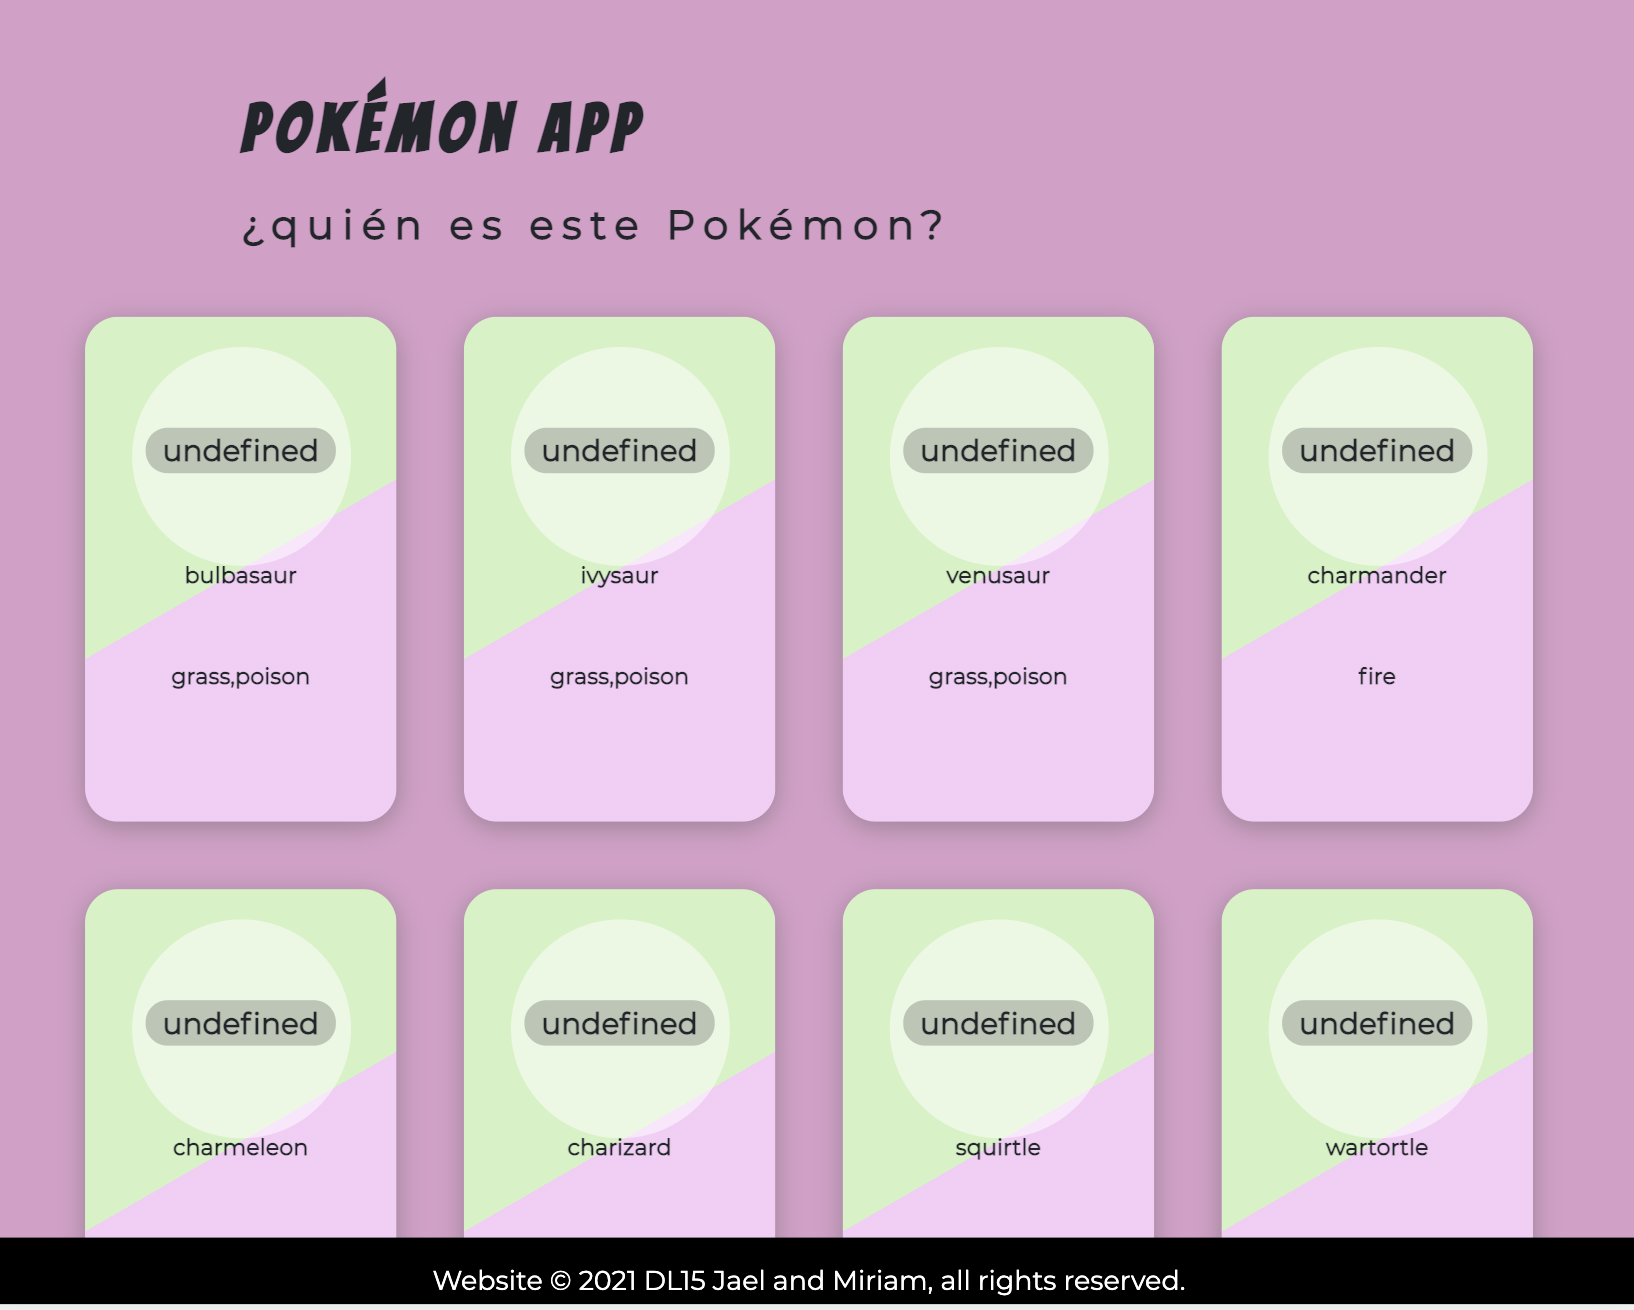 POKÉMON APP
¿quién es este Pokémon?
undefined
bulbasaur
grass,poison
undefined
ivysaur
grass,poison
undefined
venusaur
grass,poison
undefined
charmander
fire
undefined
charmeleon
undefined
charizard
undefined
squirtle
undefined
wartortle
Website © 2021 DL15 Jael and Miriam, all rights reserved.